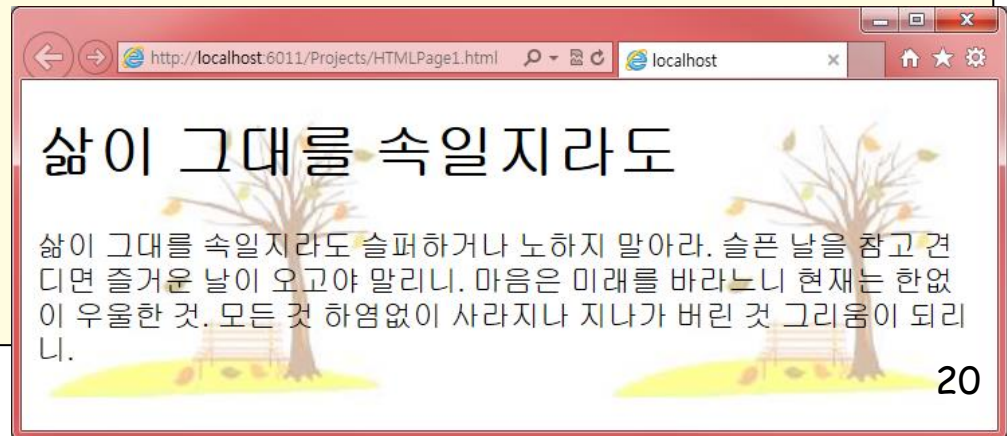 http://localhost:6011/Projects/HTMLPage1.html
localhost
삶이 그대를 속일지라도
삶이 그대를 속일지라도 슬퍼하거나 노하지 말아라. 슬픈 날을 참고 견
디면 즐거운 날이 오고야 말리니. 마음은 미래를 바라느니 현재는 한없
이 우울한 것. 모든 것 하염없이 사라지나 지나가 버린 것 그리움이 되리
니.
20